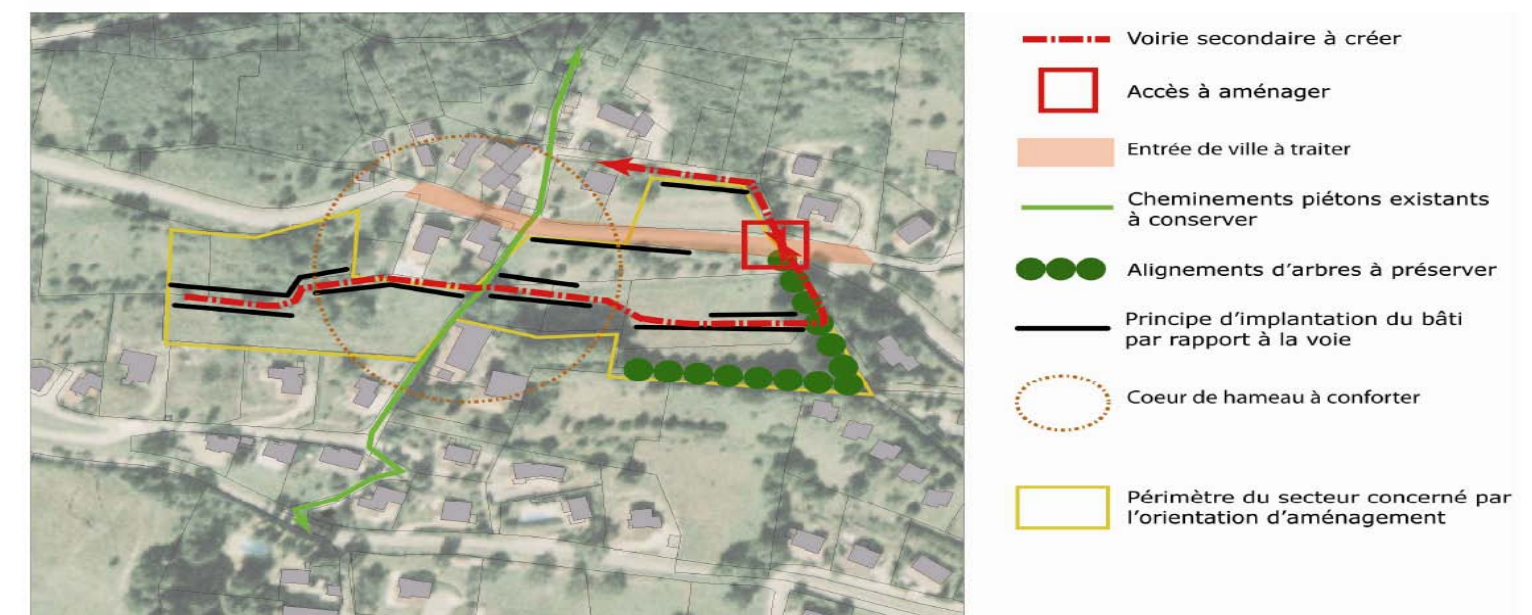 Voirie secondaire à créer
Accès à aménager
Entrée de ville à traiter
Cheminements piétons existants
à conserver
Alignements d'arbres à préserver
Principe d'implantation du bâti
par rapport à la voie
Coeur de hameau à conforter
Périmètre du secteur concerné par
l'orientation d'aménagement